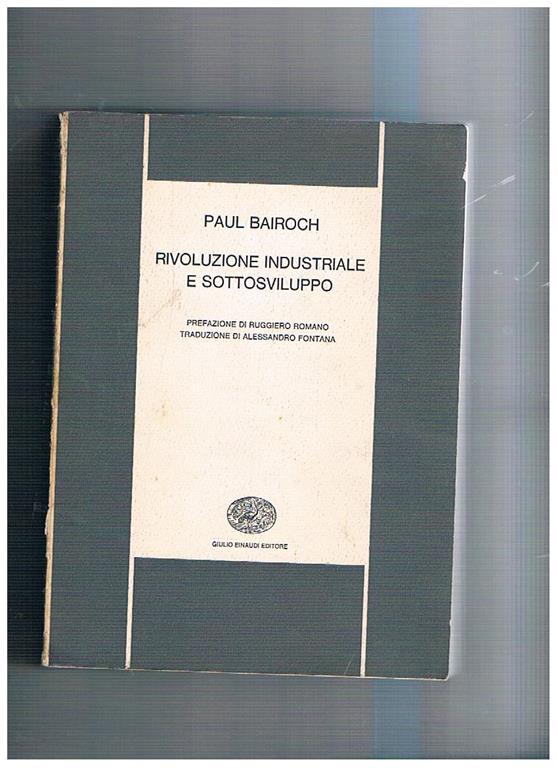 PAUL BAIROCH
RIVOLUZIONE INDUSTRIALE
E SOTTOSVILUPPO
PREFAZIONE DI RUGGIERO ROMANO
TRADUZIONE DI ALESSANDRO FONTANA
GIULIO EINAUDI EDITORE